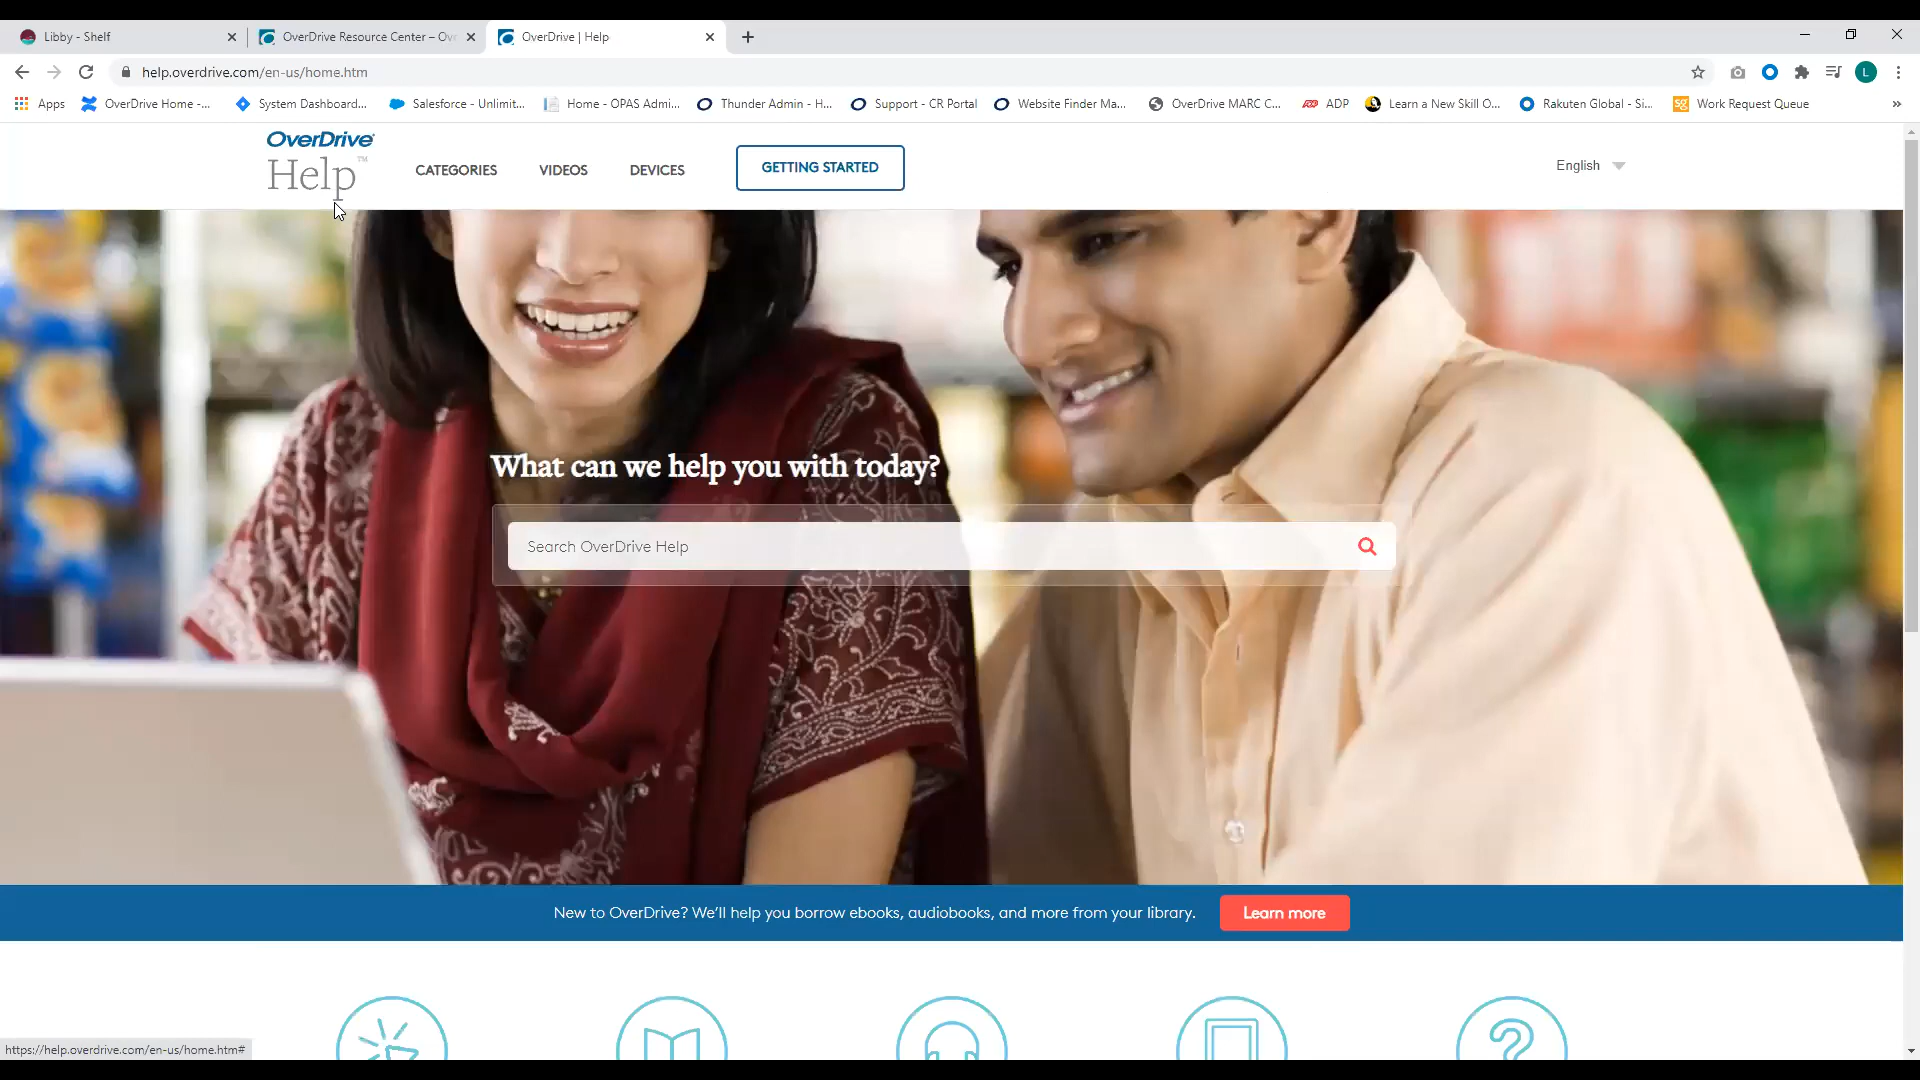 Libby - Shelf
OverDrive Resource Center – Ov
OverDrive | Help
help.overdrive.com/en-us/home.htm
L
Apps
OverDrive Home -...
System Dashboard...
Salesforce - Unlimit...
Home - OPAS Admi...
Thunder Admin - H...
Support - CR Portal
Website Finder Ma...
OverDrive MARC C...
ADP
Learn a New Skill O...
Rakuten Global - Si...
SG
Work Request Queue
»
OverDrive®
Help™
CATEGORIES
VIDEOS
DEVICES
GETTING STARTED
English
What can we help you with today?
Search OverDrive Help
New to OverDrive? We’ll help you borrow ebooks, audiobooks, and more from your library.
Learn more
?
https://help.overdrive.com/en-us/home.htm#